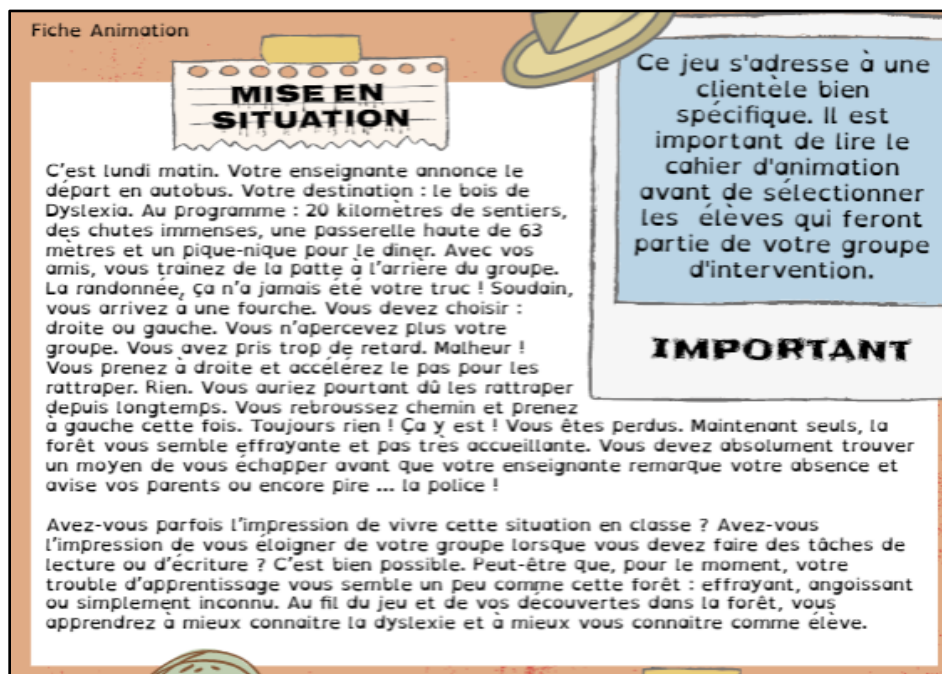 Fiche Animation
MISE EN
SITUATION
C'est lundi matin. Votre enseignante annonce le
départ en autobus. Votre destination : le bois de
Dyslexia. Au programme : 20 kilomètres de sentiers,
des chutes immenses, une passerelle haute de 63
mètres et un pique-nique pour le dîner. Avec vos
amis, vous trainez de la patte à l'arrière du groupe.
La randonnée, ça n'a jamais été votre truc ! Soudain,
vous arrivez à une fourche. Vous devez choisir :
droite ou gauche. Vous n'apercevez plus votre
groupe. Vous avez pris trop de retard. Malheur !
Vous prenez à droite et accélérez le pas pour les
rattraper. Rien. Vous auriez pourtant dû les rattraper
depuis longtemps. Vous rebroussez chemin et prenez
à gauche cette fois. Toujours rien ! Ça y est ! Vous êtes perdus. Maintenant seuls, la
forêt vous semble effrayante et pas très accueillante. Vous devez absolument trouver
un moyen de vous échapper avant que votre enseignante remarque votre absence et
avise vos parents ou encore pire ... la police !
Avez-vous parfois l'impression de vivre cette situation en classe ? Avez-vous
l'impression de vous éloigner de votre groupe lorsque vous devez faire des tâches de
lecture ou d'écriture ? C'est bien possible. Peut-être que, pour le moment, votre
trouble d'apprentissage vous semble un peu comme cette forêt : effrayant, angoissant
ou simplement inconnu. Au fil du jeu et de vos découvertes dans la forêt, vous
apprendrez à mieux connaitre la dyslexie et à mieux vous connaitre comme élève.
Ce jeu s'adresse à une
clientèle bien
spécifique. Il est
important de lire le
cahier d'animation
avant de sélectionner
les élèves qui feront
partie de votre groupe
d'intervention.
IMPORTANT